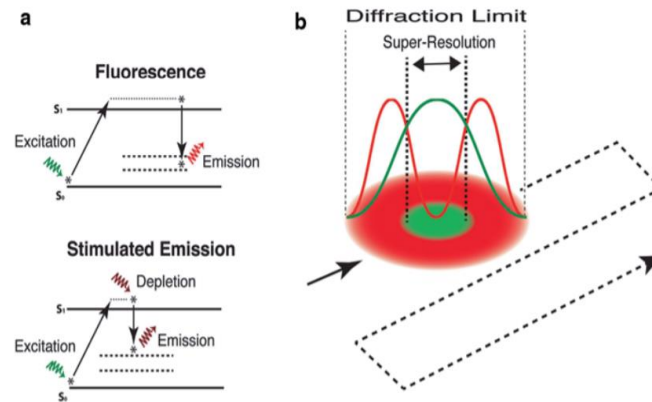 a
Fluorescence
S₁
Excitation
Emission
S₀
Stimulated Emission
Depletion
S₁
Emission
Excitation
S₀
b
Diffraction Limit
Super-Resolution